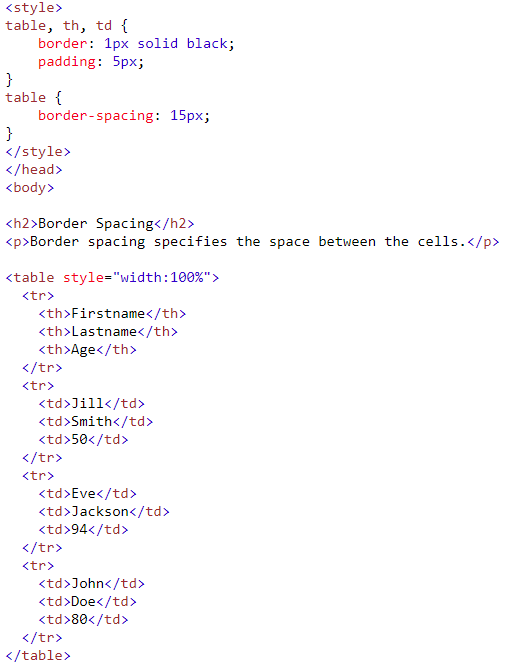 <style>
table, th, td {
    border: 1px solid black;
    padding: 5px;
}
table {
    border-spacing: 15px;
}
</style>
</head>
<body>

<h2>Border Spacing</h2>
<p>Border spacing specifies the space between the cells.</p>

<table style="width:100%">
  <tr>
    <th>Firstname</th>
    <th>Lastname</th>
    <th>Age</th>
  </tr>
  <tr>
    <td>Jill</td>
    <td>Smith</td>
    <td>50</td>
  </tr>
  <tr>
    <td>Eve</td>
    <td>Jackson</td>
    <td>94</td>
  </tr>
  <tr>
    <td>John</td>
    <td>Doe</td>
    <td>80</td>
  </tr>
</table>